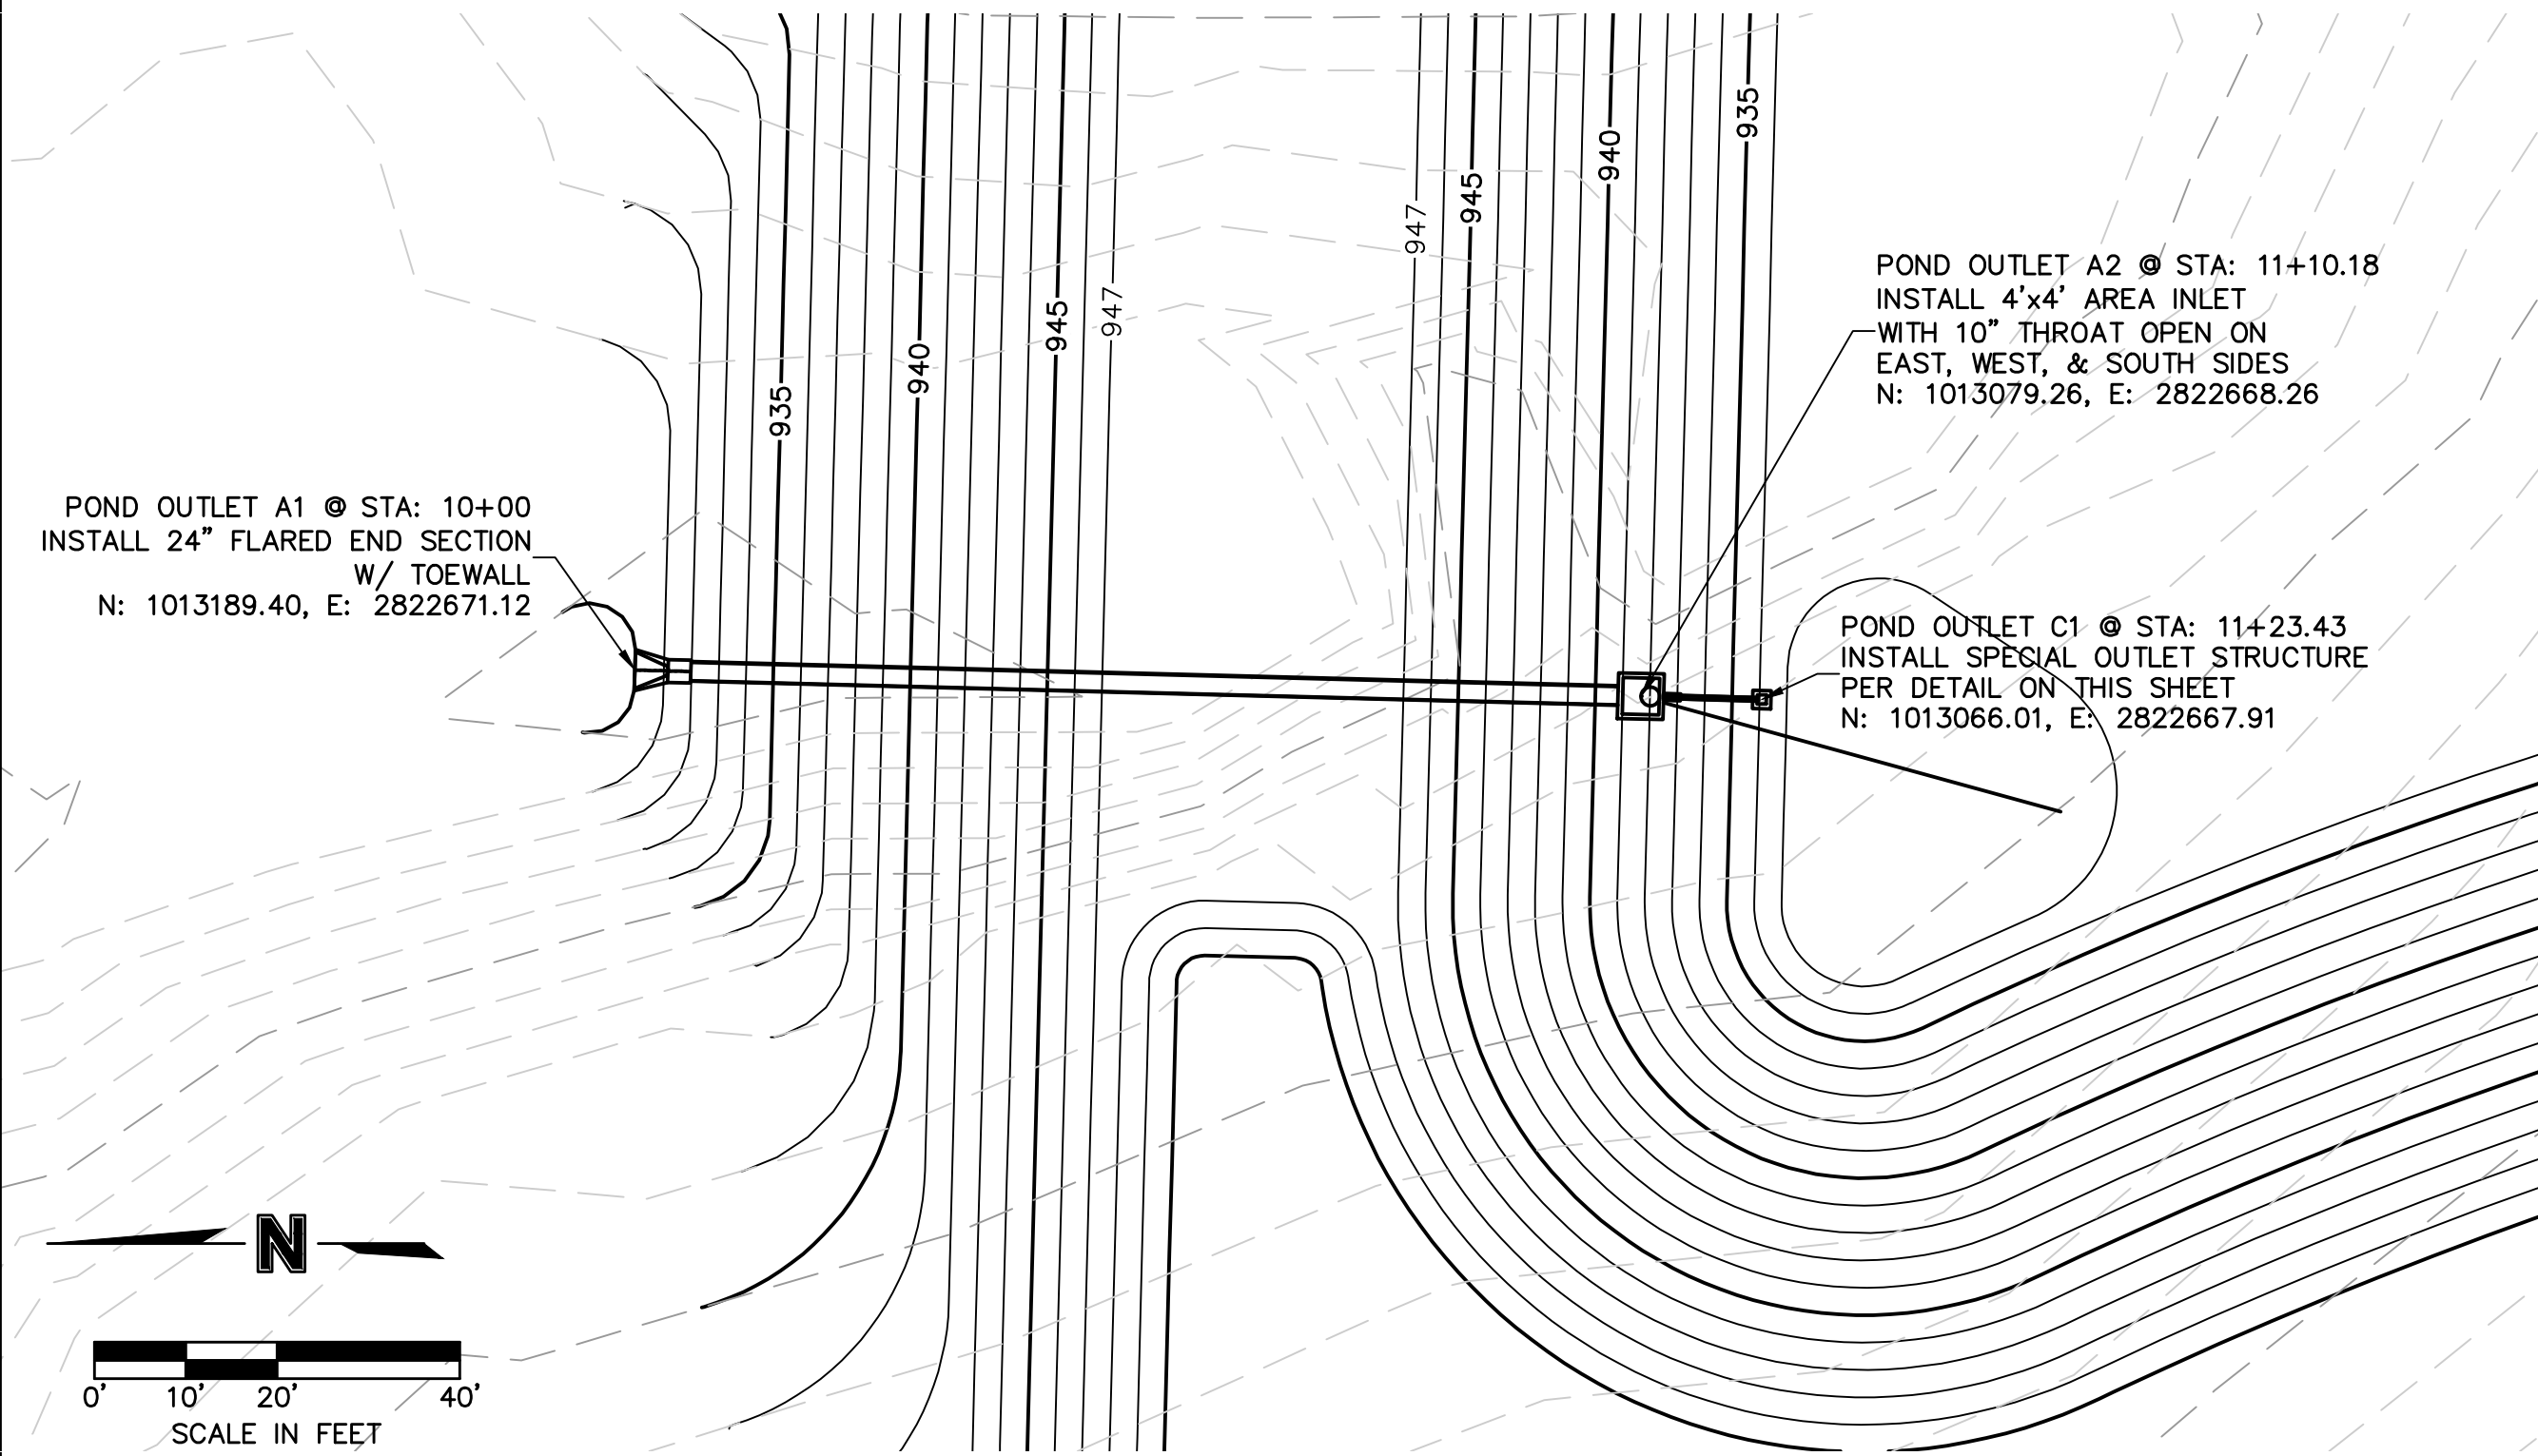 935
940
945
947
947
945
940
935
POND OUTLET A2 @ STA: 11+10.18
INSTALL 4'x4' AREA INLET
WITH 10” THROAT OPEN ON
EAST, WEST, & SOUTH SIDES
N: 1013079.26, E: 2822668.26
POND OUTLET A1 @ STA: 10+00
INSTALL 24” FLARED END SECTION
W/ TOEWALL
N: 1013189.40, E: 2822671.12
POND OUTLET C1 @ STA: 11+23.43
INSTALL SPECIAL OUTLET STRUCTURE
PER DETAIL ON THIS SHEET
N: 1013066.01, E: 2822667.91
N
0' 10' 20' 40'
SCALE IN FEET